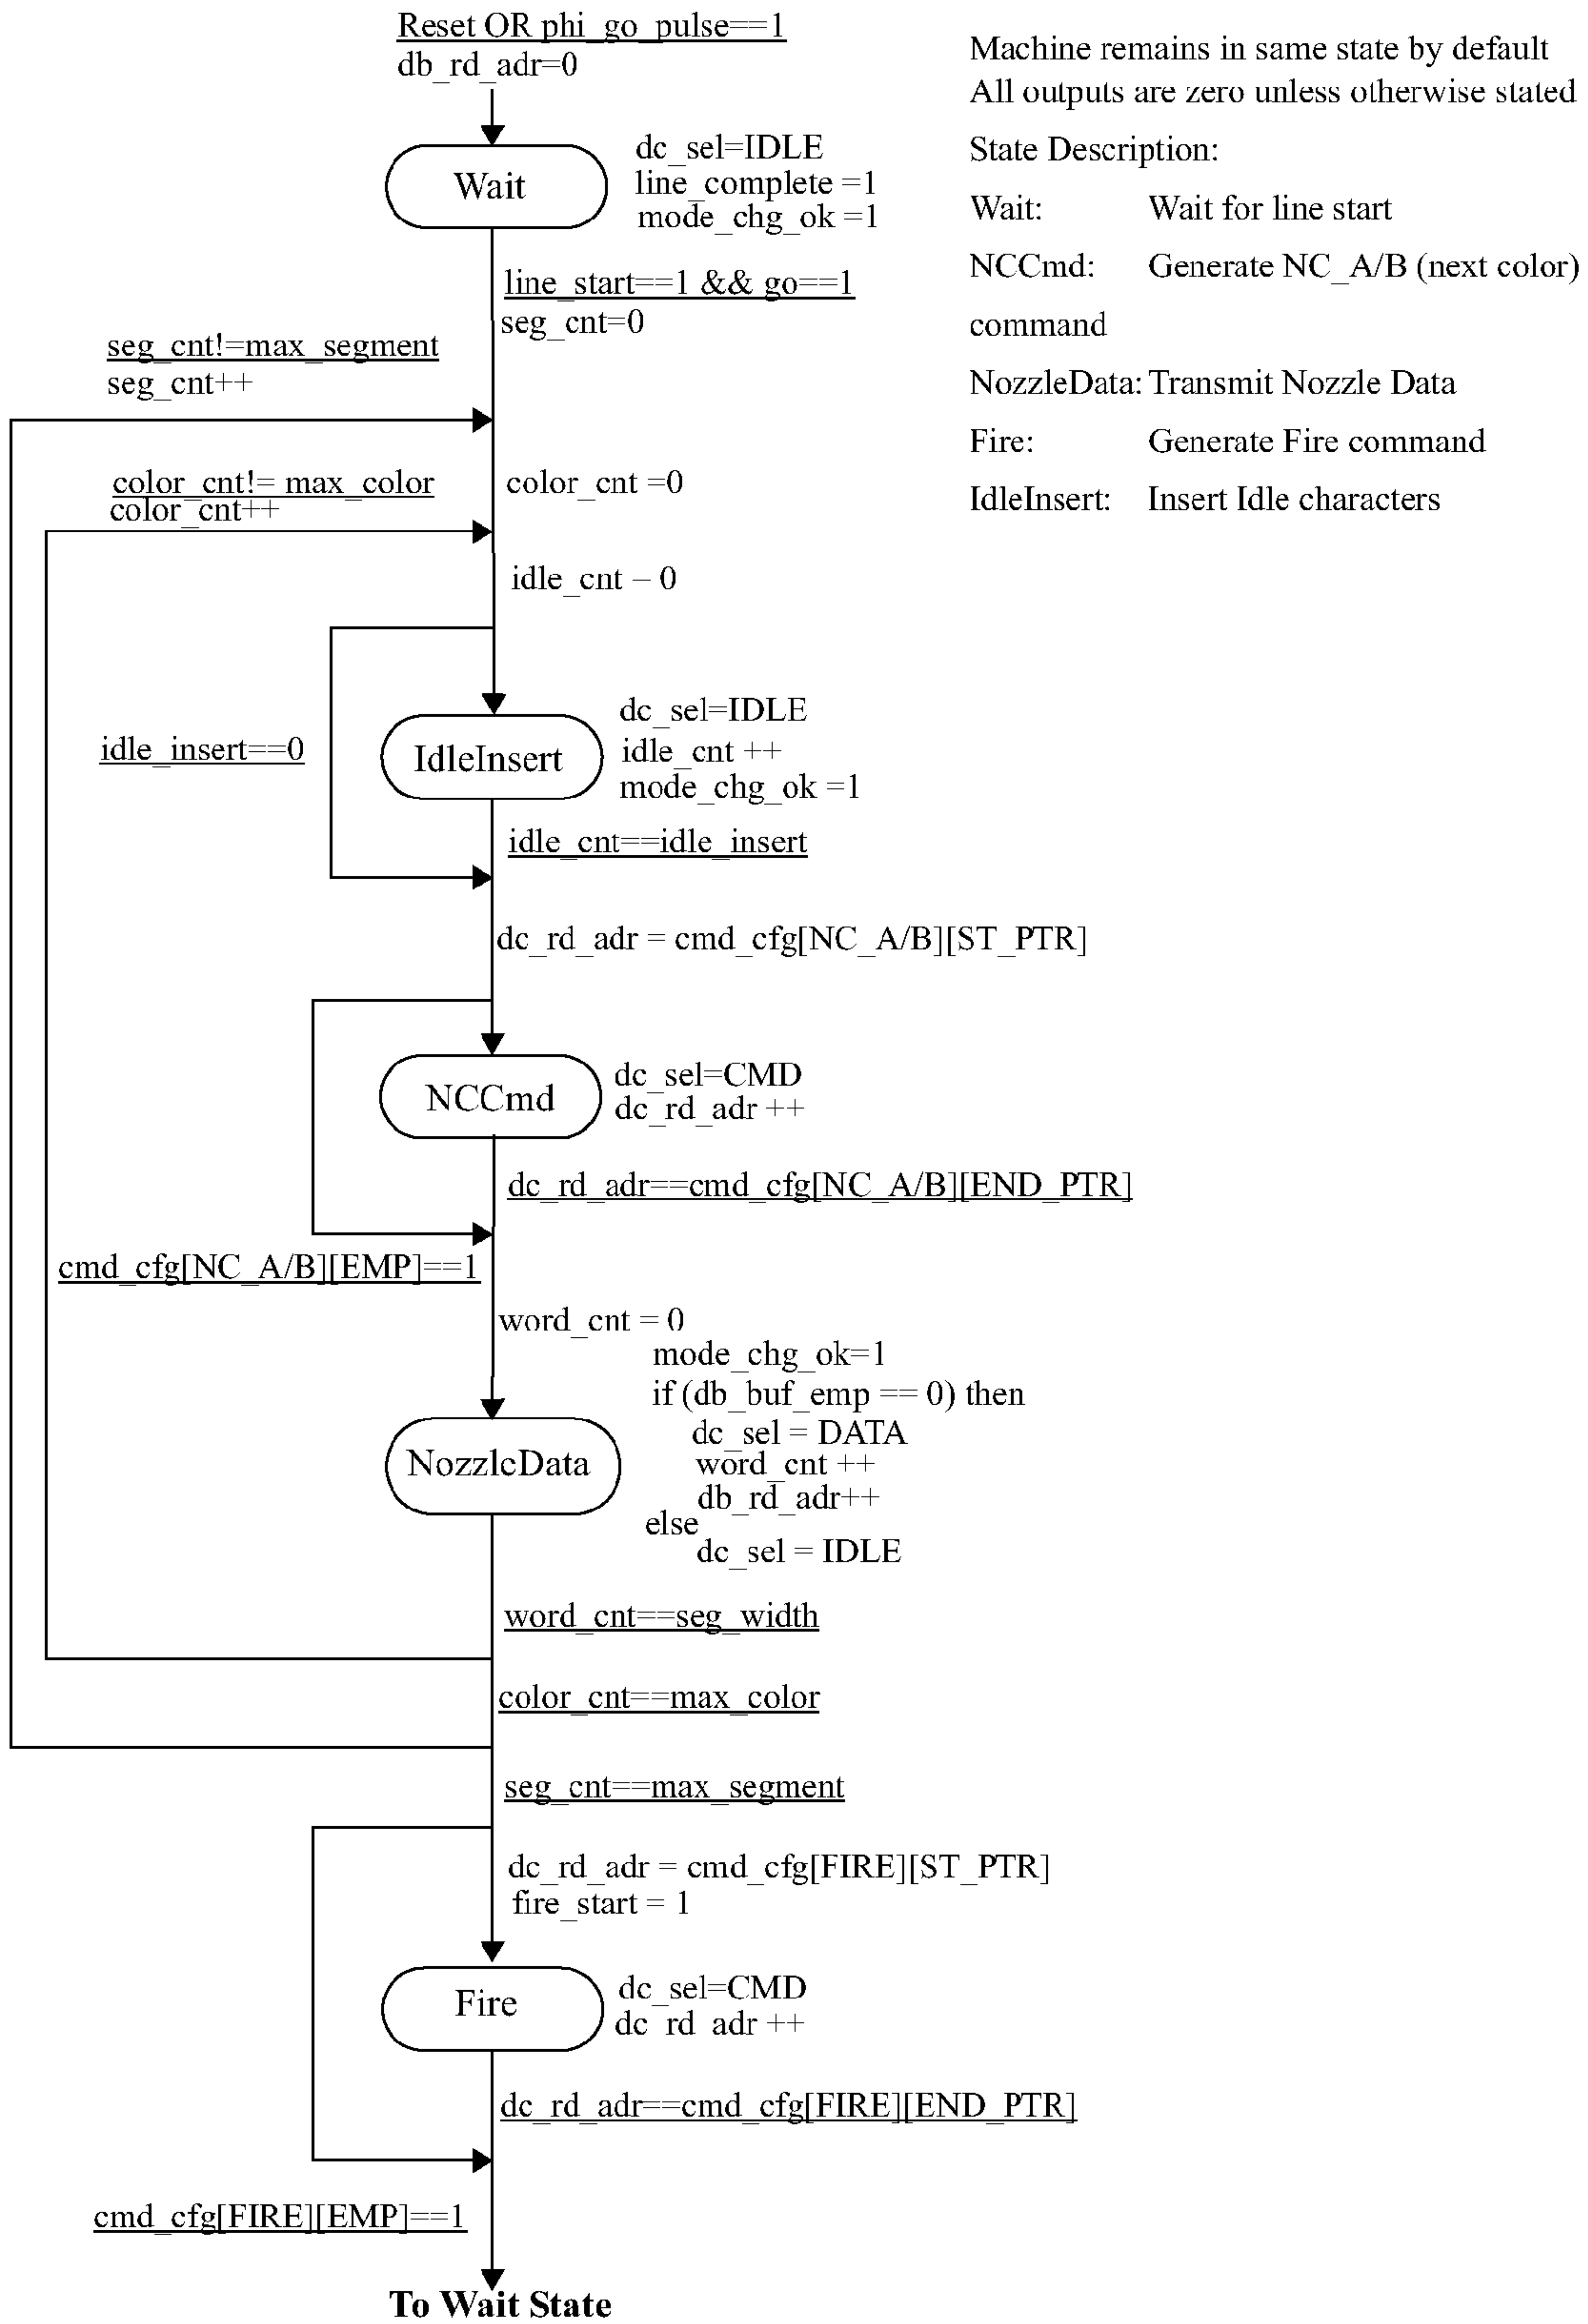 Reset OR phi_go_pulse==1
db_rd_adr=0
Machine remains in same state by default
All outputs are zero unless otherwise stated
State Description:
Wait: Wait for line start
NCCmd: Generate NC_A/B (next color)
command
NozzleData: Transmit Nozzle Data
Fire: Generate Fire command
IdleInsert: Insert Idle characters
Wait
dc_sel=IDLE
line_complete =1
mode_chg_ok =1
line_start==1 && go==1
seg_cnt=0
seg_cnt!=max_segment
seg_cnt++
color_cnt!= max_color
color_cnt++
color_cnt =0
idle_cnt – 0
idle_insert==0
IdleInsert
dc_sel=IDLE
idle_cnt ++
mode_chg_ok =1
idle_cnt==idle_insert
dc_rd_adr = cmd_cfg[NC_A/B][ST_PTR]
NCCmd
dc_sel=CMD
dc_rd_adr ++
dc_rd_adr==cmd_cfg[NC_A/B][END_PTR]
cmd_cfg[NC_A/B][EMP]==1
word_cnt = 0
mode_chg_ok=1
if (db_buf_emp == 0) then
dc_sel = DATA
word_cnt ++
db_rd_adr++
else
dc_sel = IDLE
NozzleData
word_cnt==seg_width
color_cnt==max_color
seg_cnt==max_segment
dc_rd_adr = cmd_cfg[FIRE][ST_PTR]
fire_start = 1
Fire
dc_sel=CMD
dc_rd_adr ++
dc_rd_adr==cmd_cfg[FIRE][END_PTR]
cmd_cfg[FIRE][EMP]==1
To Wait State